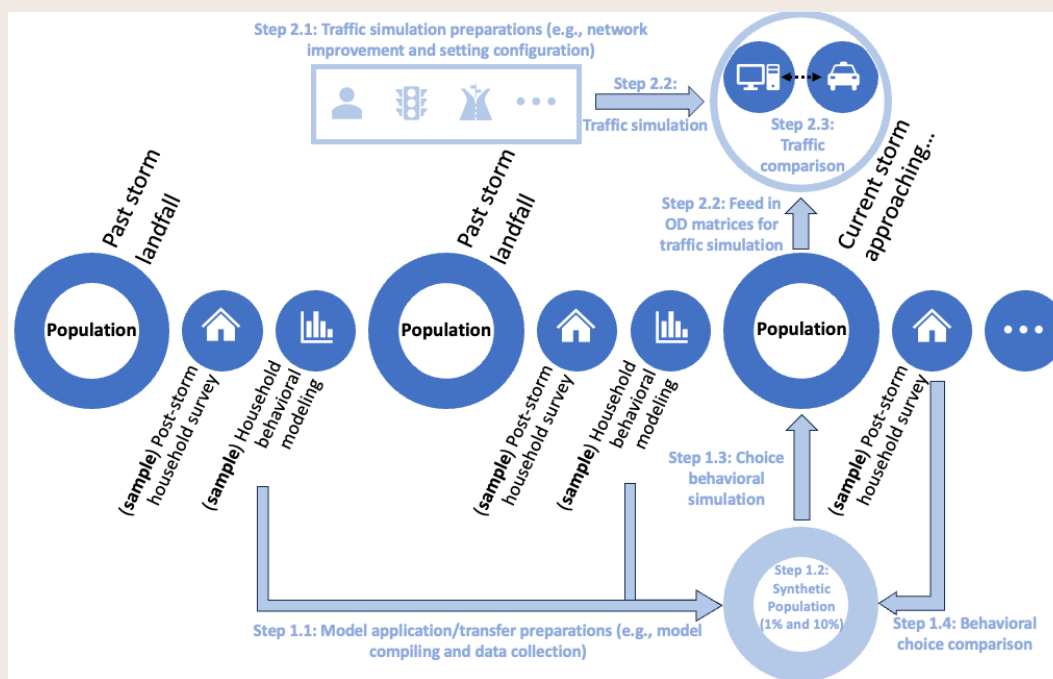 Step 2.1: Traffic simulation preparations (e.g., network
improvement and setting configuration)
Step 2.2:
Traffic simulation
Step 2.3:
Traffic
comparison
Past storm
landfall
Past storm
landfall
Current storm
approaching...
Step 2.2: Feed in
OD matrices for
traffic simulation
Population
Population
Population
(sample) Post-storm
household survey
(sample) Household
behavioral
modeling
(sample) Post-storm
household survey
(sample) Household
behavioral
modeling
(sample) Post-storm
household survey
Step 1.3: Choice
behavioral
simulation
Step 1.2:
Synthetic
Population
(1% and 10%)
Step 1.1: Model application/transfer preparations (e.g., model
compiling and data collection)
Step 1.4: Behavioral
choice comparison